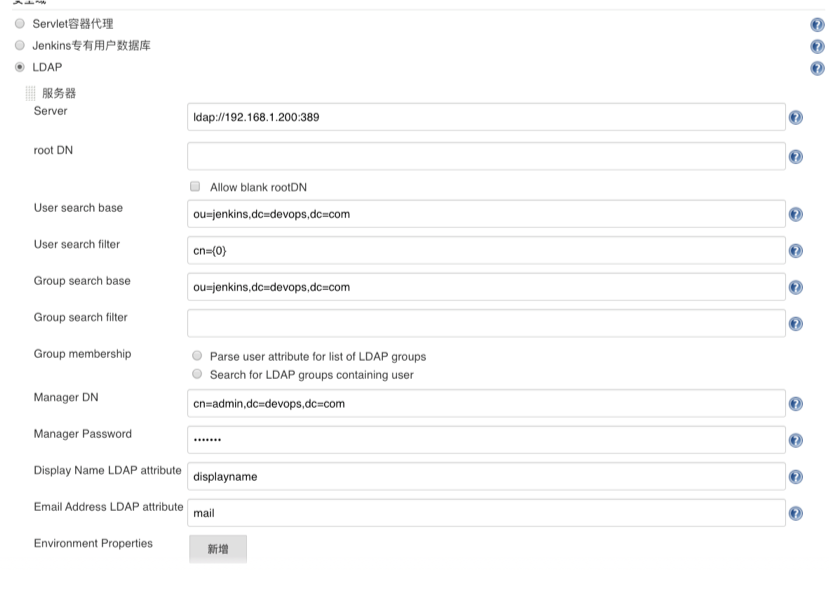 Servlet容器代理
Jenkins专有用户数据库
LDAP
服务器
Server
ldap://192.168.1.200:389
root DN
Allow blank rootDN
User search base
ou=jenkins,dc=devops,dc=com
User search filter
cn={0}
Group search base
ou=jenkins,dc=devops,dc=com
Group search filter
Group membership
Parse user attribute for list of LDAP groups
Search for LDAP groups containing user
Manager DN
cn=admin,dc=devops,dc=com
Manager Password
•••••••
Display Name LDAP attribute
displayname
Email Address LDAP attribute
mail
Environment Properties
新增